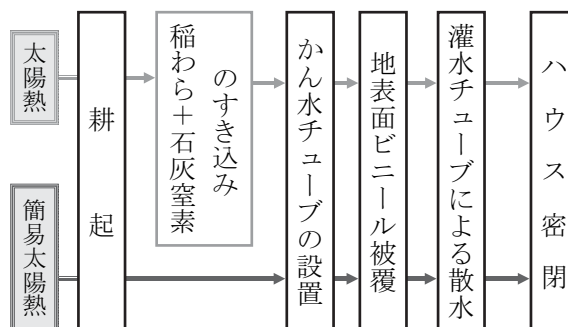 太陽熱
簡易太陽熱
耕起
稲わら＋石灰窒素
のすき込み
かん水チューブの設置
地表面ビニール被覆
灌水チューブによる散水
ハウス密閉